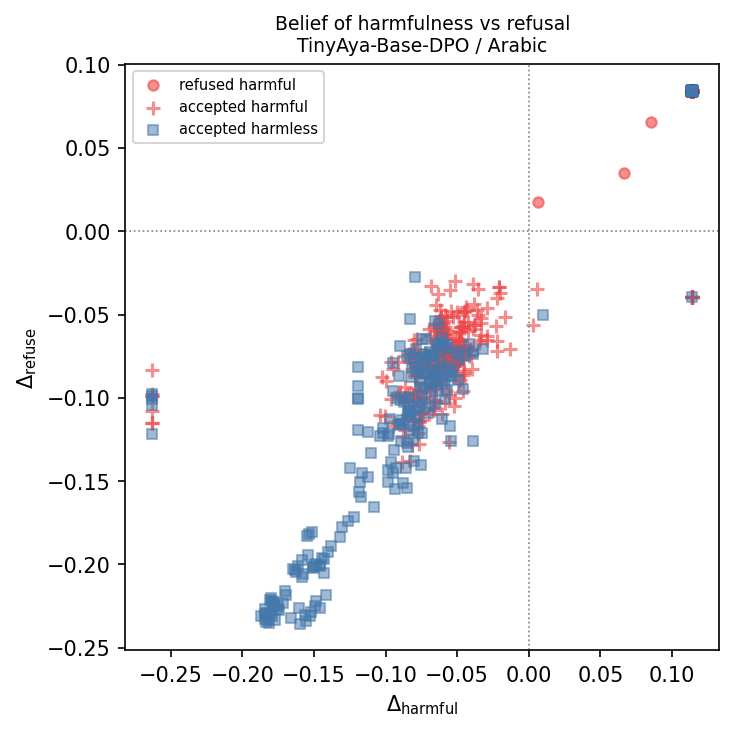 Belief of harmfulness vs refusal
TinyAya-Base-DPO / Arabic
refused harmful
accepted harmful
accepted harmless
0.10
0.05
0.00
−0.05
−0.10
−0.15
−0.20
−0.25
Δrefuse
−0.25 −0.20 −0.15 −0.10 −0.05 0.00 0.05 0.10
Δharmful